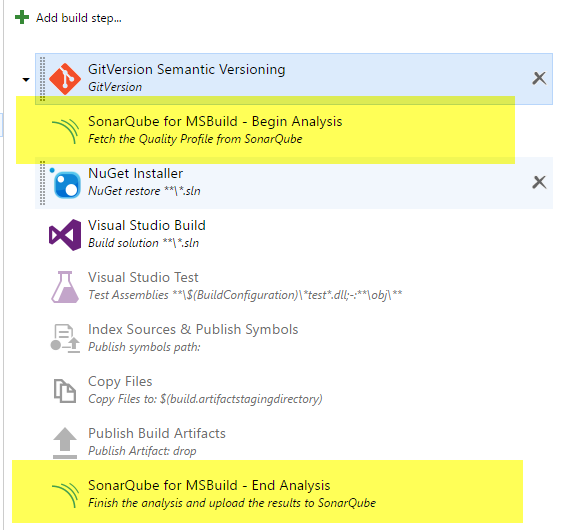 Add build step...
GitVersion Semantic Versioning
GitVersion
SonarQube for MSBuild - Begin Analysis
Fetch the Quality Profile from SonarQube
NuGet Installer
NuGet restore **\*.sln
Visual Studio Build
Build solution **\*.sln
Visual Studio Test
Test Assemblies **\$(BuildConfiguration)\*test*.dll;-:**\obj\**
Index Sources & Publish Symbols
Publish symbols path:
Copy Files
Copy Files to: $(build.artifactstagingdirectory)
Publish Build Artifacts
Publish Artifact: drop
SonarQube for MSBuild - End Analysis
Finish the analysis and upload the results to SonarQube